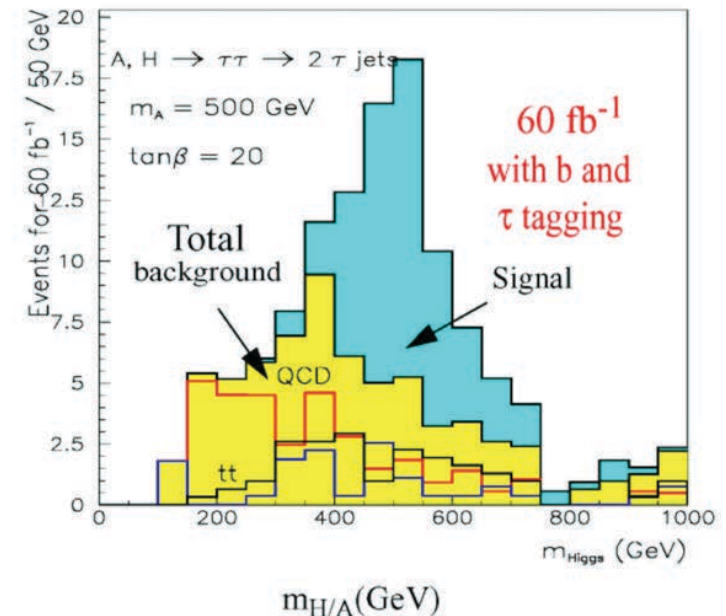 Events for 60 fb⁻¹ / 50 GeV
20
17.5
15
12.5
10
7.5
5
2.5
0
A, H → ττ → 2 τ jets
m_A = 500 GeV
tanβ = 20
60 fb⁻¹
with b and
τ tagging
Total
background
Signal
QCD
tt
0 200 400 600 800 1000
m_Higgs (GeV)
m_H/A(GeV)